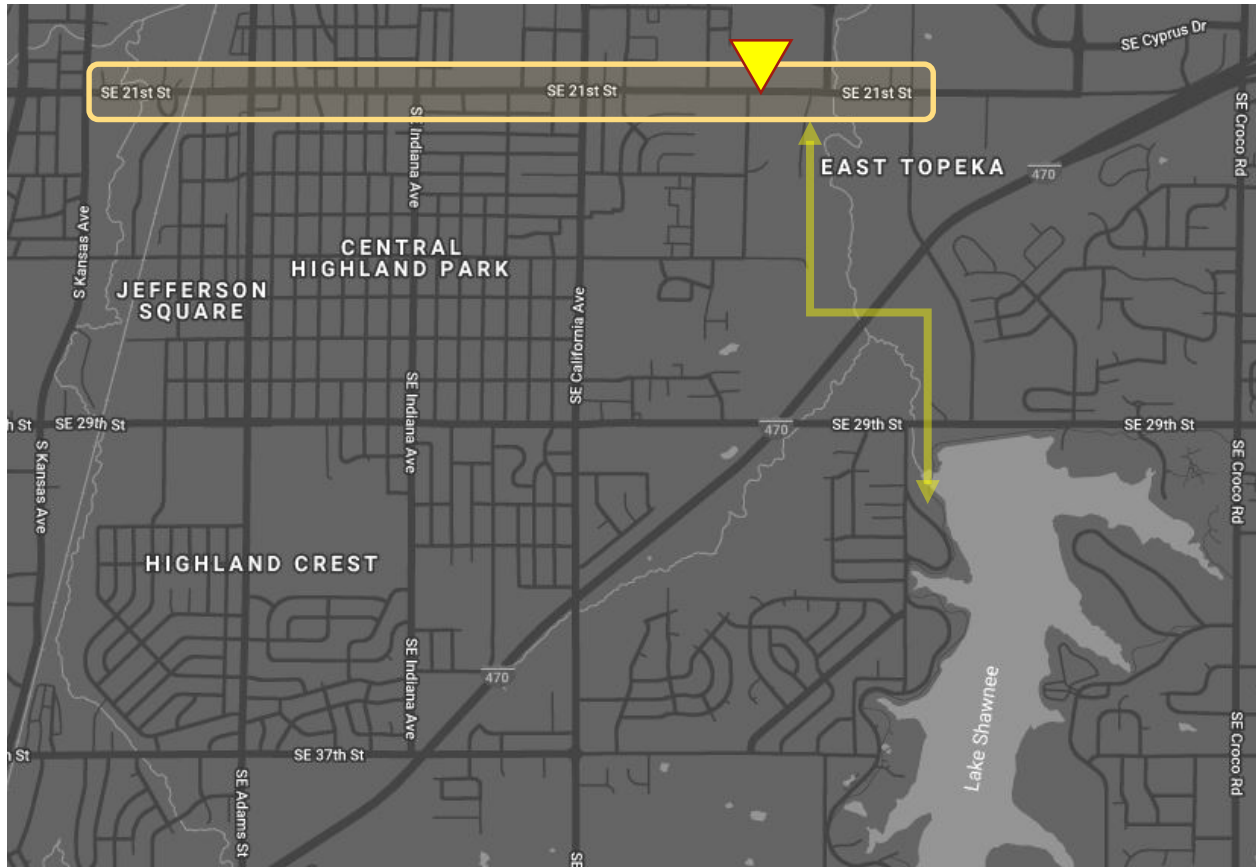 SE Cyprus Dr
SE 21st St
SE 21st St
SE 21st St
SE Croco Rd
SE Indiana Ave
EAST TOPEKA
470
S Kansas Ave
CENTRAL
HIGHLAND PARK
JEFFERSON
SQUARE
SE California Ave
SE Indiana Ave
h St
SE 29th St
470
SE 29th St
SE 29th St
S Kansas Ave
SE Croco Rd
HIGHLAND CREST
SE Indiana Ave
470
Lake Shawnee
SE Croco Rd
h St
SE 37th St
SE Adams St
SE